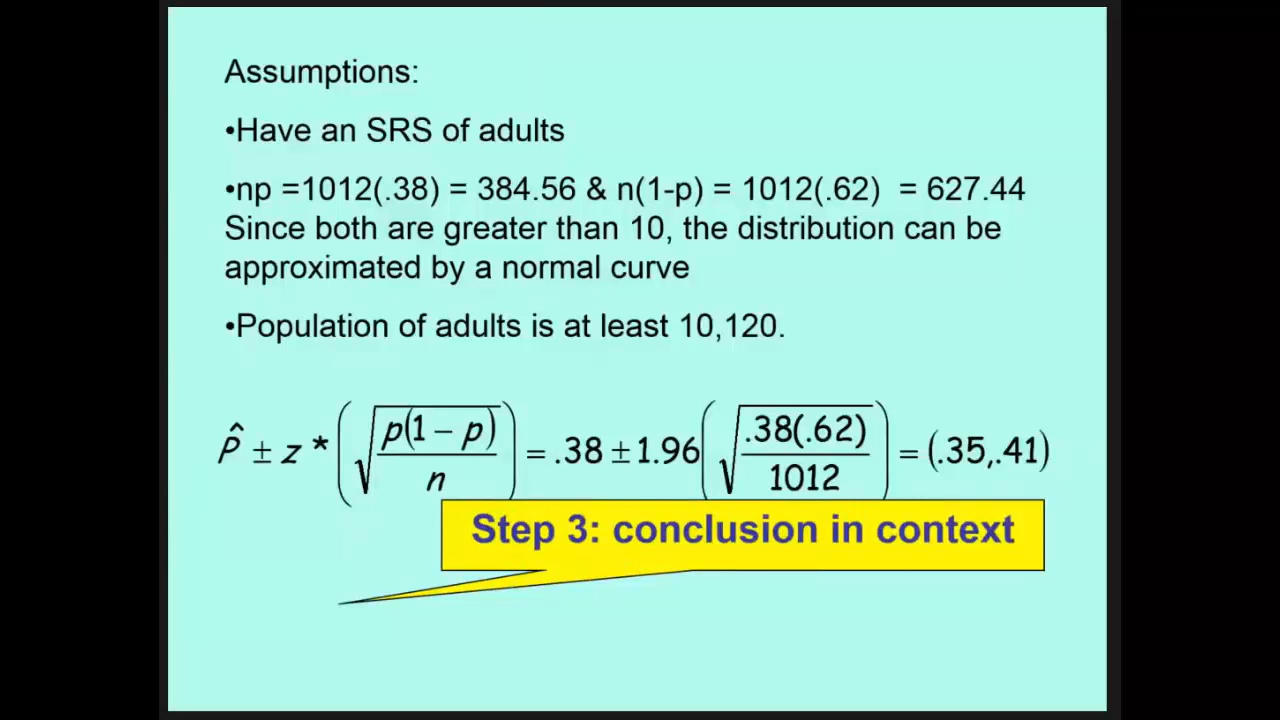 Assumptions:
•Have an SRS of adults
•np =1012(.38) = 384.56 & n(1-p) = 1012(.62)  = 627.44
Since both are greater than 10, the distribution can be
approximated by a normal curve
•Population of adults is at least 10,120.
P̂ ± z * (√(p(1 − p)/n)) = .38 ± 1.96(√(.38(.62)/1012)) = (.35,.41)
Step 3: conclusion in context